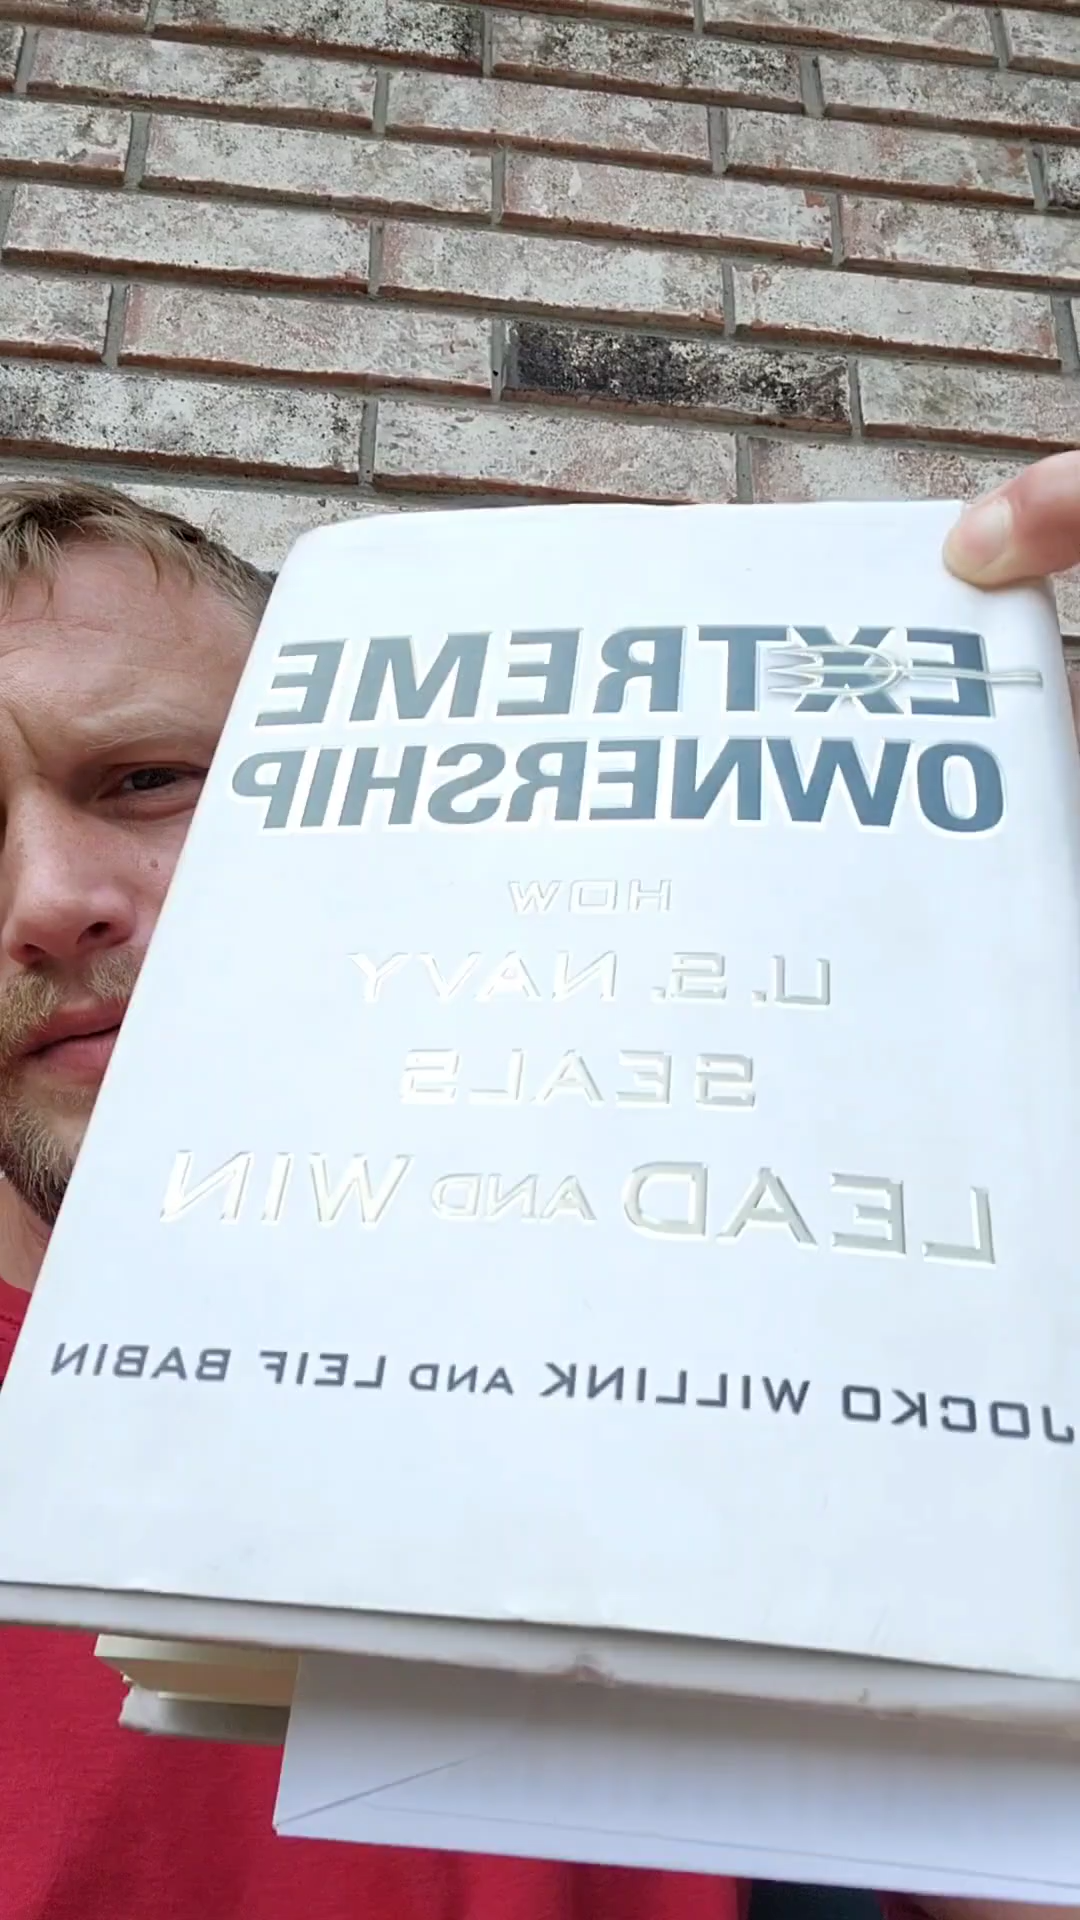 EXTREME
OWNERSHIP
HOW
U.S. NAVY
SEALS
LEAD AND WIN
JOCKO WILLINK AND LEIF BABIN